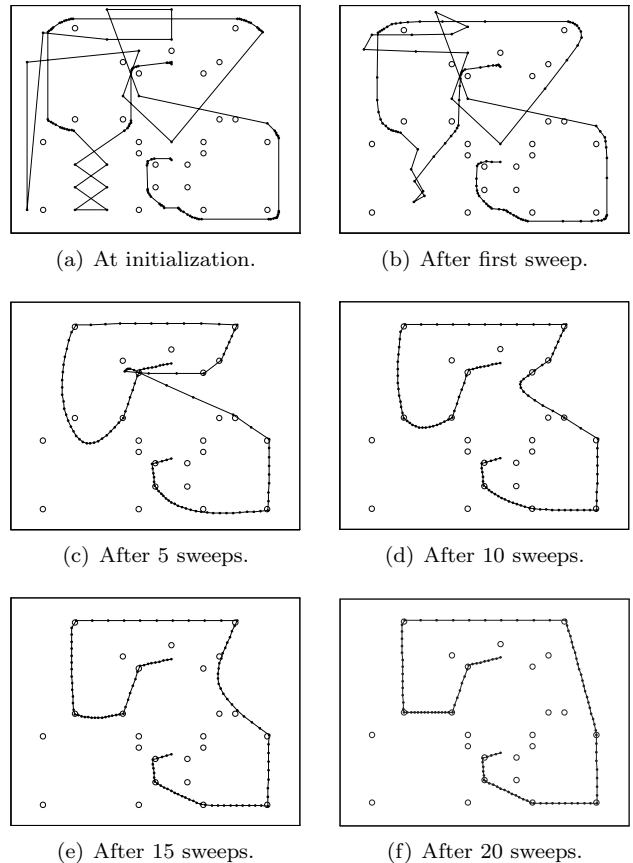 (a) At initialization.
(b) After first sweep.
(c) After 5 sweeps.
(d) After 10 sweeps.
(e) After 15 sweeps.
(f) After 20 sweeps.